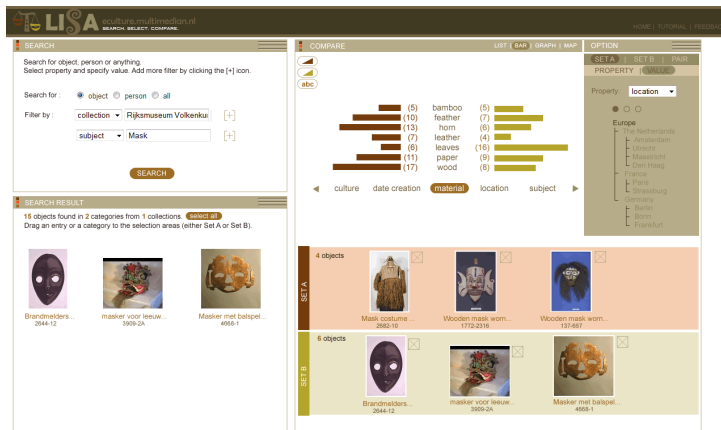 LISA eculture.multimedian.nl
SEARCH. SELECT. COMPARE.
HOME | TUTORIAL | FEEDBA
SEARCH
Search for object, person or anything.
Select property and specify value. Add more filter by clicking the [+] icon.
Search for : object person all
Filter by : collection Rijksmuseum Volkenkur [+]
subject Mask [+]
SEARCH
SEARCH RESULT
15 objects found in 2 categories from 1 collections. select all
Drag an entry or a category to the selection areas (either Set A or Set B).
Brandmelders...
2644-12
masker voor leeuw...
3909-2A
Masker met balspel...
4668-1
COMPARE
LIST | BAR | GRAPH | MAP
abc
(5) bamboo (5)
(10) feather (7)
(13) horn (6)
(7) leather (4)
(6) leaves (16)
(11) paper (9)
(17) wood (8)
culture date creation material location subject
SET A
4 objects
Mask costume ...
2682-10
Wooden mask worn...
1772-2316
Wooden mask worn...
137-657
SET B
6 objects
Brandmelders...
2644-12
masker voor leeuw...
3909-2A
Masker met balspel...
4668-1
OPTION
SET A | SET B | PAIR
PROPERTY | VALUE
Property location
Europe
The Netherlands
Amsterdam
Utrecht
Maastricht
Den Haag
France
Paris
Strasburg
Germany
Berlin
Bonn
Frankfurt